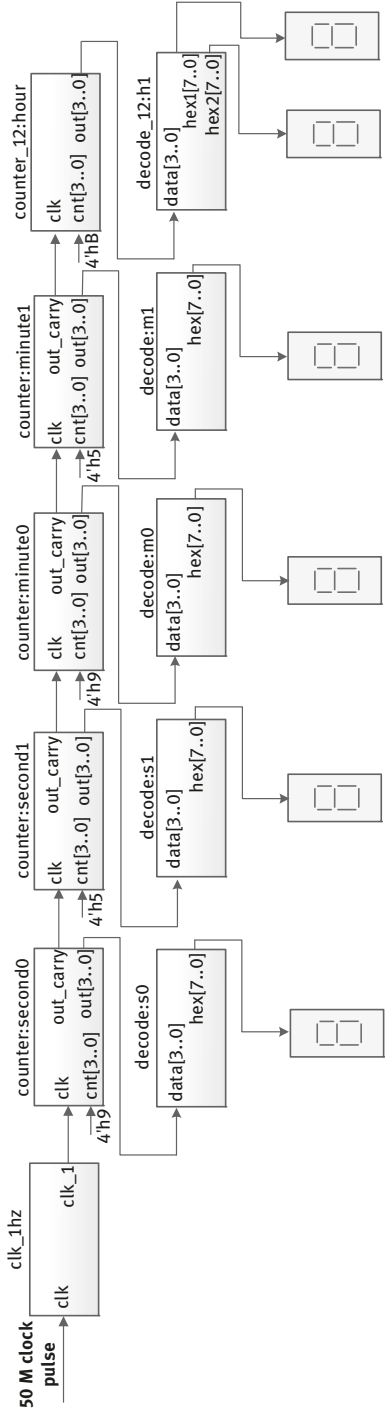 50 M clock
pulse
clk_1hz
clk
clk_1
counter:second0
clk
out_carry
cnt[3..0] out[3..0]
4'h9
counter:second1
clk
out_carry
cnt[3..0] out[3..0]
4'h5
counter:minute0
clk
out_carry
cnt[3..0] out[3..0]
4'h9
counter:minute1
clk
out_carry
cnt[3..0] out[3..0]
4'h5
counter_12:hour
clk
cnt[3..0] out[3..0]
4'hB
decode:s0
data[3..0]
hex[7..0]
decode:s1
data[3..0]
hex[7..0]
decode:m0
data[3..0]
hex[7..0]
decode:m1
data[3..0]
hex[7..0]
decode_12:h1
data[3..0]
hex1[7..0]
hex2[7..0]